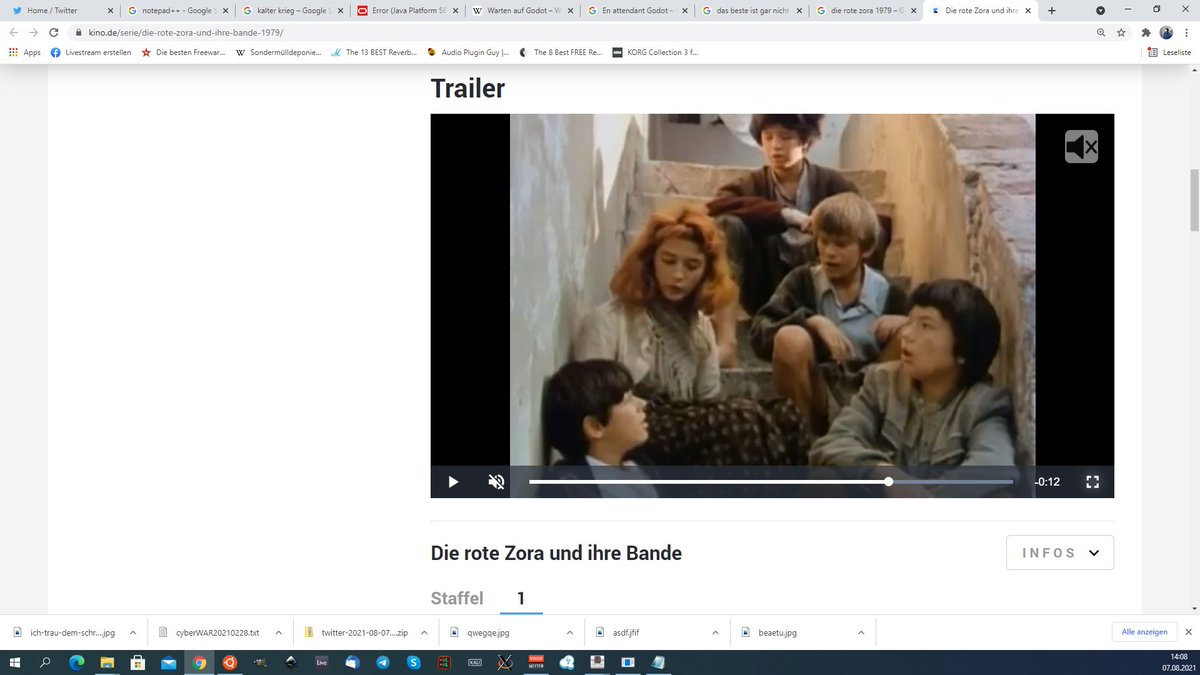 Home / Twitter
notepad++ - Google S
kalter krieg – Google S
Error (Java Platform SE
Warten auf Godot – W
En attendant Godot –
das beste ist gar nicht
die rote zora 1979 – G
Die rote Zora und ihre
kino.de/serie/die-rote-zora-und-ihre-bande-1979/
Apps
Livestream erstellen
Die besten Freewar...
Sondermülldeponie...
The 13 BEST Reverb...
Audio Plugin Guy |...
The 8 Best FREE Re...
KORG Collection 3 f...
Leseliste
Trailer
-0:12
Die rote Zora und ihre Bande
INFOS
Staffel 1
ich-trau-dem-schr....jpg
cyberWAR20210228.txt
twitter-2021-08-07....zip
qwegqe.jpg
asdf.jfif
beaetu.jpg
Alle anzeigen
Live
14:08
07.08.2021